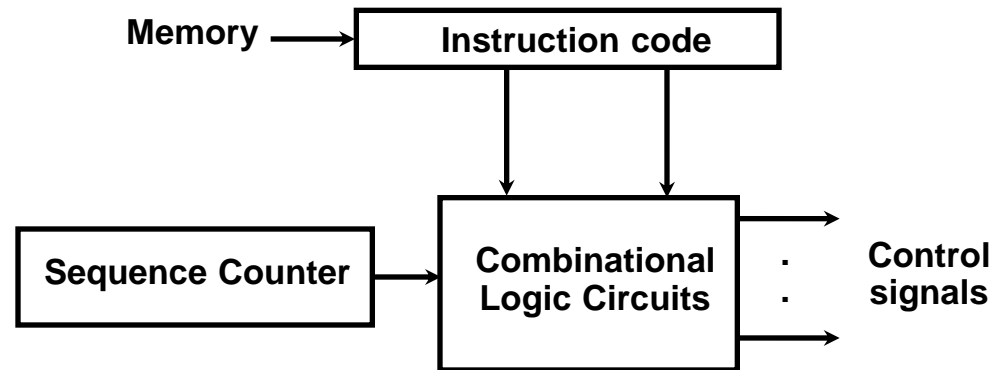 Memory
Instruction code
Sequence Counter
Combinational
Logic Circuits
.
.
Control
signals